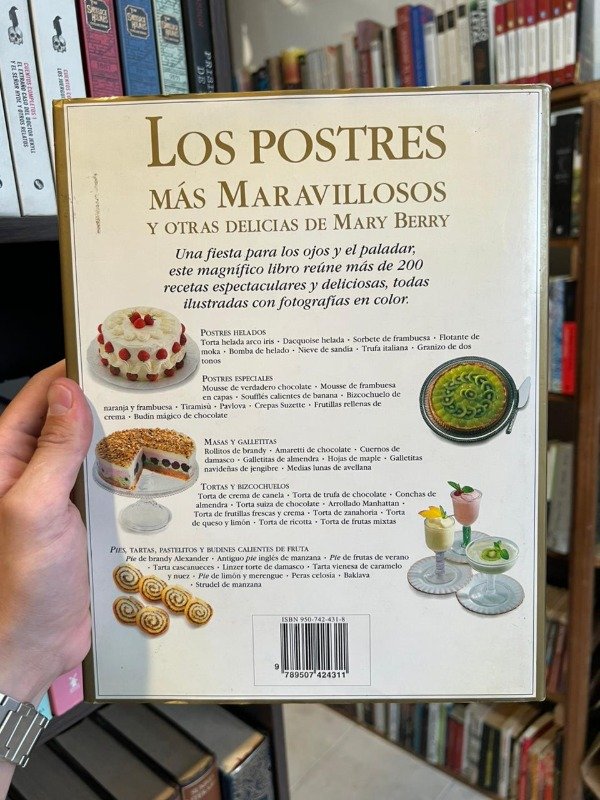 LOS POSTRES
MÁS MARAVILLOSOS
Y OTRAS DELICIAS DE MARY BERRY
Una fiesta para los ojos y el paladar,
este magnífico libro reúne más de 200
recetas espectaculares y deliciosas, todas
ilustradas con fotografías en color.
POSTRES HELADOS
Torta helada arco iris • Dacquoise helada • Sorbete de frambuesa • Flotante de
moka • Bomba de helado • Nieve de sandía • Trufa italiana • Granizo de dos
tonos
POSTRES ESPECIALES
Mousse de verdadero chocolate • Mousse de frambuesa
en capas • Soufflés calientes de banana • Bizcochuelo de
naranja y frambuesa • Tiramisú • Pavlova • Crepas Suzette • Frutillas rellenas de
crema • Budín mágico de chocolate
MASAS Y GALLETITAS
Rollitos de brandy • Amaretti de chocolate • Cuernos de
damasco • Galletitas de almendra • Hojas de maple • Galletitas
navideñas de jengibre • Medias lunas de avellana
TORTAS Y BIZCOCHUELOS
Torta de crema de canela • Torta de trufa de chocolate • Conchas de
almendra • Torta suiza de chocolate • Arrollado Manhattan •
Torta de frutillas frescas y crema • Torta de zanahoria • Torta
de queso y limón • Torta de ricotta • Torta de frutas mixtas
PIES, TARTAS, PASTELITOS Y BUDINES CALIENTES DE FRUTA
Pie de brandy Alexander • Antiguo pie inglés de manzana • Pie de frutas de verano
• Tarta cascanueces • Linzer torte de damasco • Tarta vienesa de caramelo
y nuez • Pie de limón y merengue • Peras celosia • Baklava
• Strudel de manzana
ISBN 950-742-431-8
9 789507 424311